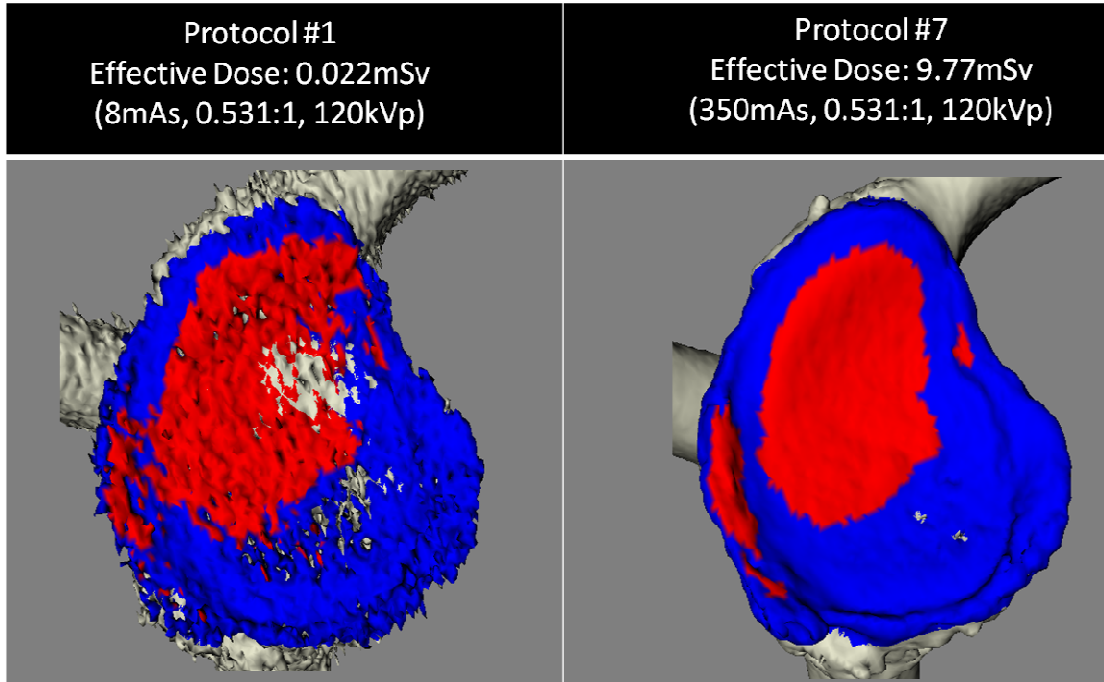 Protocol #1
Effective Dose: 0.022mSv
(8mAs, 0.531:1, 120kVp)
Protocol #7
Effective Dose: 9.77mSv
(350mAs, 0.531:1, 120kVp)